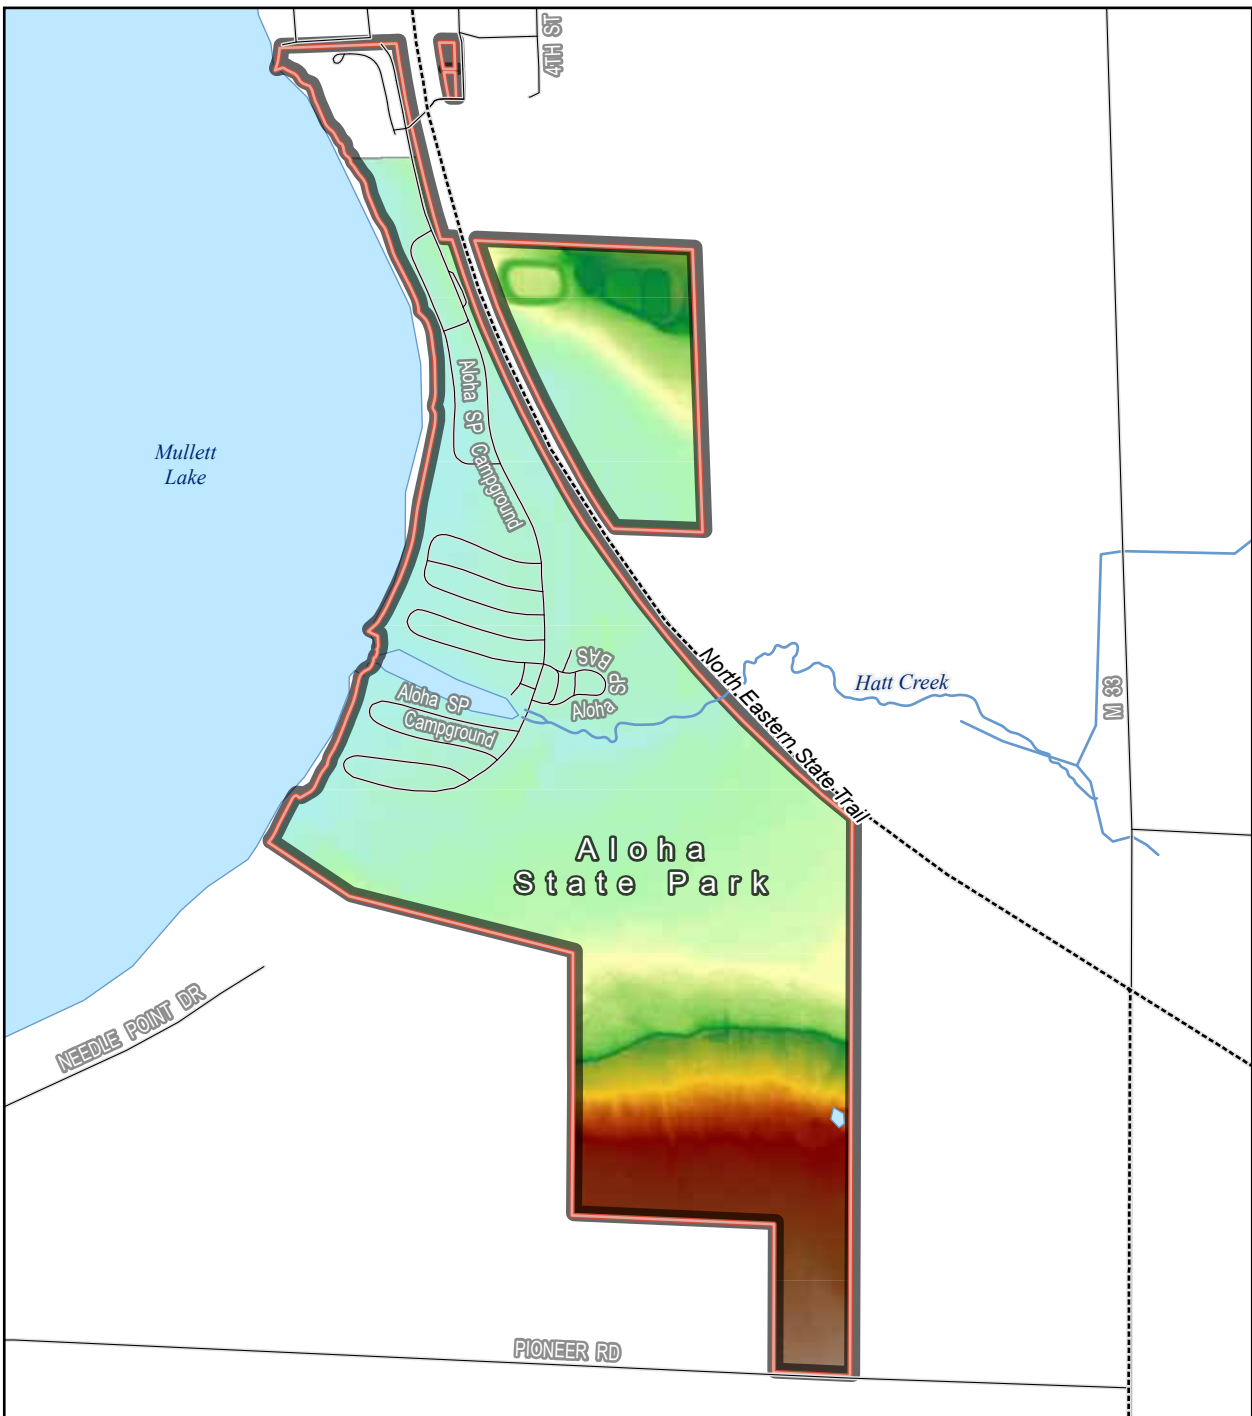 4TH ST
Aloha SP Campground
Mullett
Lake
BAS
Aloha SP
North Eastern State Trail
Hatt Creek
M 33
Aloha SP
Campground
Aloha
State Park
NEEDLE POINT DR
PIONEER RD